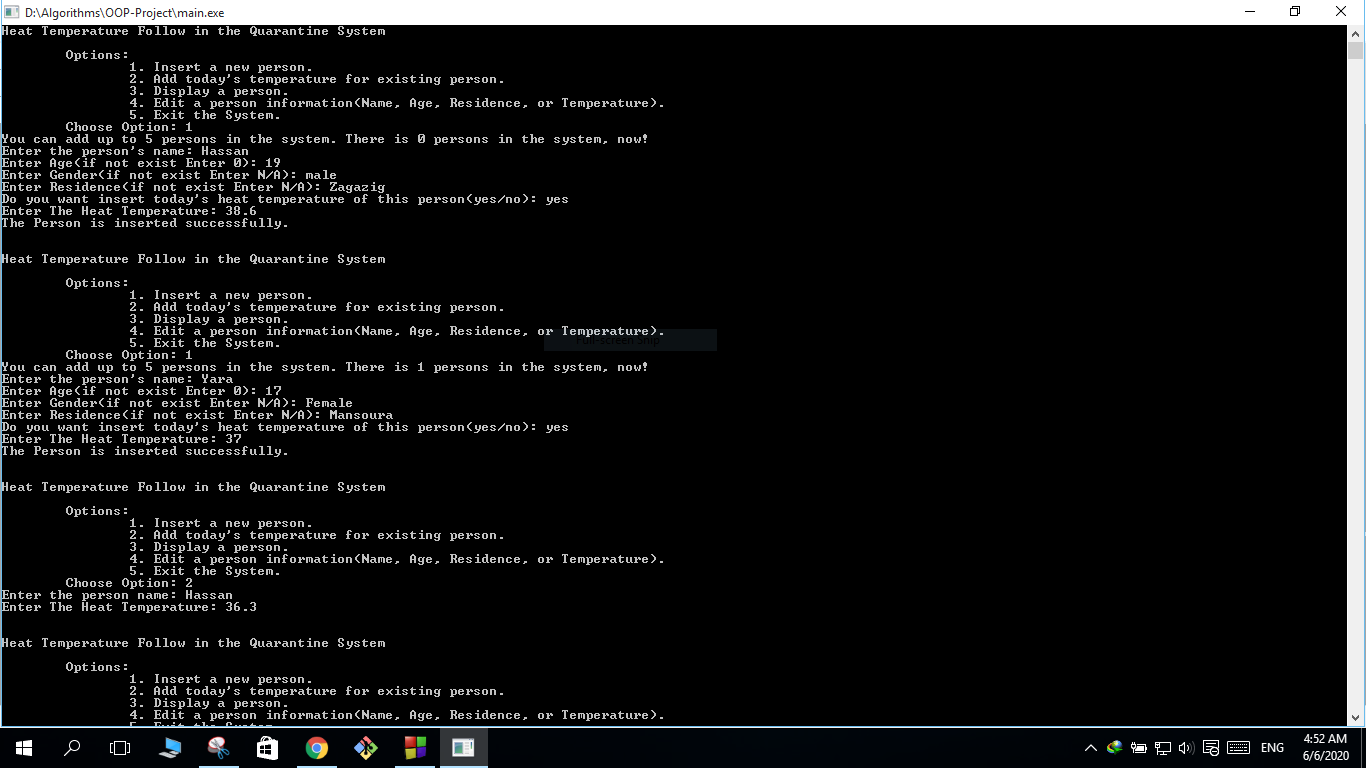 D:\Algorithms\OOP-Project\main.exe
Heat Temperature Follow in the Quarantine System
Options:
1. Insert a new person.
2. Add today's temperature for existing person.
3. Display a person.
4. Edit a person information(Name, Age, Residence, or Temperature).
5. Exit the System.
Choose Option: 1
You can add up to 5 persons in the system. There is 0 persons in the system, now!
Enter the person's name: Hassan
Enter Age(if not exist Enter 0): 19
Enter Gender(if not exist Enter N/A): male
Enter Residence(if not exist Enter N/A): Zagazig
Do you want insert today's heat temperature of this person(yes/no): yes
Enter The Heat Temperature: 38.6
The Person is inserted successfully.
Heat Temperature Follow in the Quarantine System
Options:
1. Insert a new person.
2. Add today's temperature for existing person.
3. Display a person.
4. Edit a person information(Name, Age, Residence, or Temperature).
Full-screen Snip
5. Exit the System.
Choose Option: 1
You can add up to 5 persons in the system. There is 1 persons in the system, now!
Enter the person's name: Yara
Enter Age(if not exist Enter 0): 17
Enter Gender(if not exist Enter N/A): Female
Enter Residence(if not exist Enter N/A): Mansoura
Do you want insert today's heat temperature of this person(yes/no): yes
Enter The Heat Temperature: 37
The Person is inserted successfully.
Heat Temperature Follow in the Quarantine System
Options:
1. Insert a new person.
2. Add today's temperature for existing person.
3. Display a person.
4. Edit a person information(Name, Age, Residence, or Temperature).
5. Exit the System.
Choose Option: 2
Enter the person name: Hassan
Enter The Heat Temperature: 36.3
Heat Temperature Follow in the Quarantine System
Options:
1. Insert a new person.
2. Add today's temperature for existing person.
3. Display a person.
4. Edit a person information(Name, Age, Residence, or Temperature).
5. Exit the System.
ENG
4:52 AM
6/6/2020